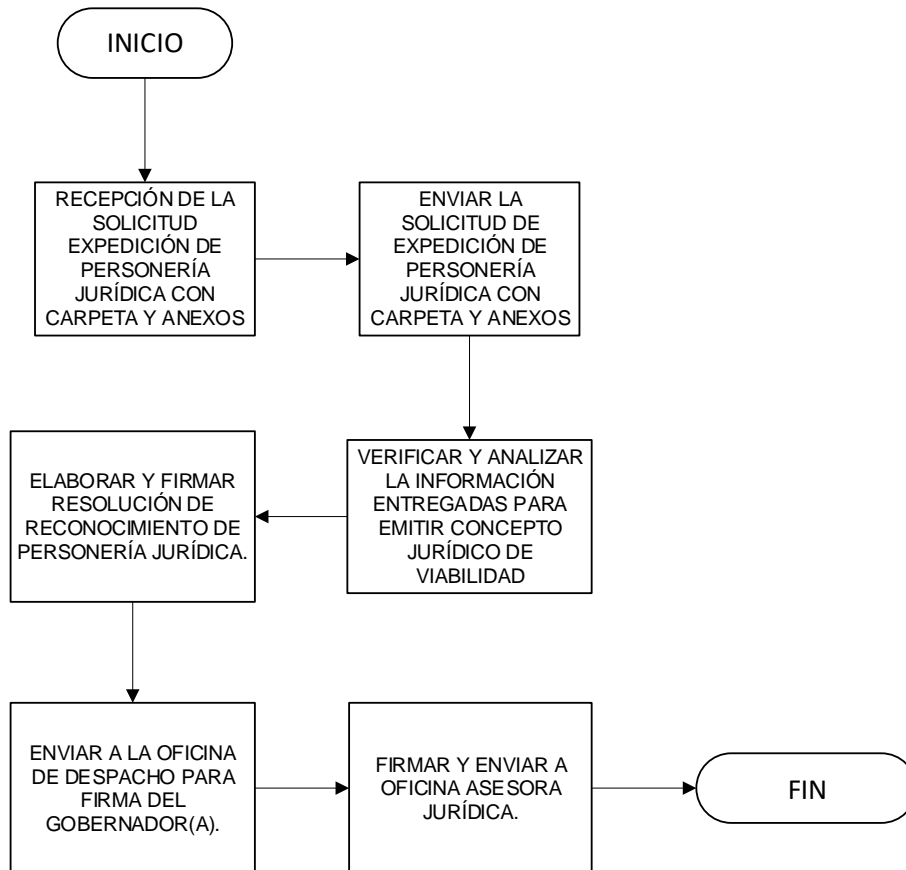 INICIO
RECEPCIÓN DE LA
SOLICITUD
EXPEDICIÓN DE
PERSONERÍA
JURÍDICA CON
CARPETA Y ANEXOS
ENVIAR LA
SOLICITUD DE
EXPEDICIÓN DE
PERSONERÍA
JURÍDICA CON
CARPETA Y ANEXOS
VERIFICAR Y ANALIZAR
LA INFORMACIÓN
ENTREGADAS PARA
EMITIR CONCEPTO
JURÍDICO DE
VIABILIDAD
ELABORAR Y FIRMAR
RESOLUCIÓN DE
RECONOCIMIENTO DE
PERSONERÍA JURÍDICA.
ENVIAR A LA OFICINA
DE DESPACHO PARA
FIRMA DEL
GOBERNADOR(A).
FIRMAR Y ENVIAR A
OFICINA ASESORA
JURÍDICA.
FIN